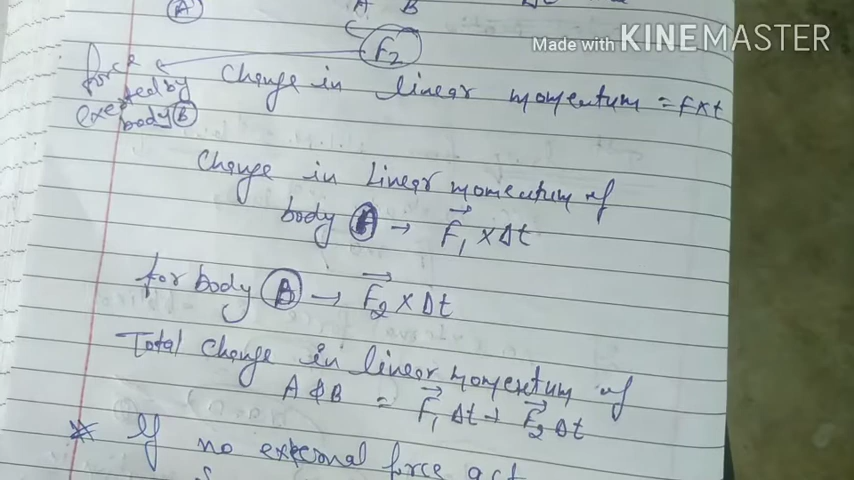 A
A B
Made with KINEMASTER
F2
force exerted by body B
Change in linear momentum = F×t
Change in Linear momentum of
body A → F₁ × Δt
for body B → F₂ × Δt
Total change in linear momentum of
A & B = F₁ Δt + F₂ Δt
* If no external force act